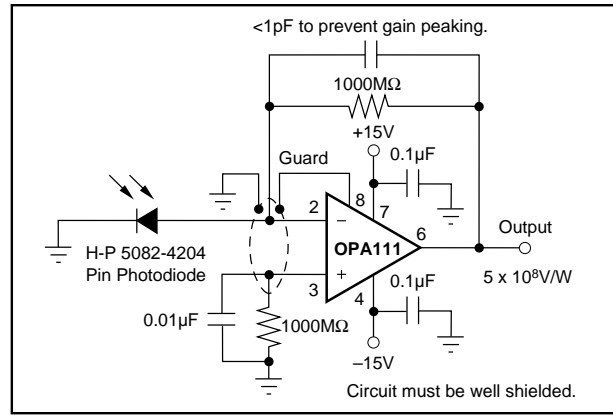 <1pF to prevent gain peaking.
1000MΩ
+15V
Guard
0.1µF
2
–
8
7
Output
H-P 5082-4204
Pin Photodiode
OPA111
6
5 x 10⁸V/W
+
3
4
0.1µF
0.01µF
1000MΩ
–15V
Circuit must be well shielded.